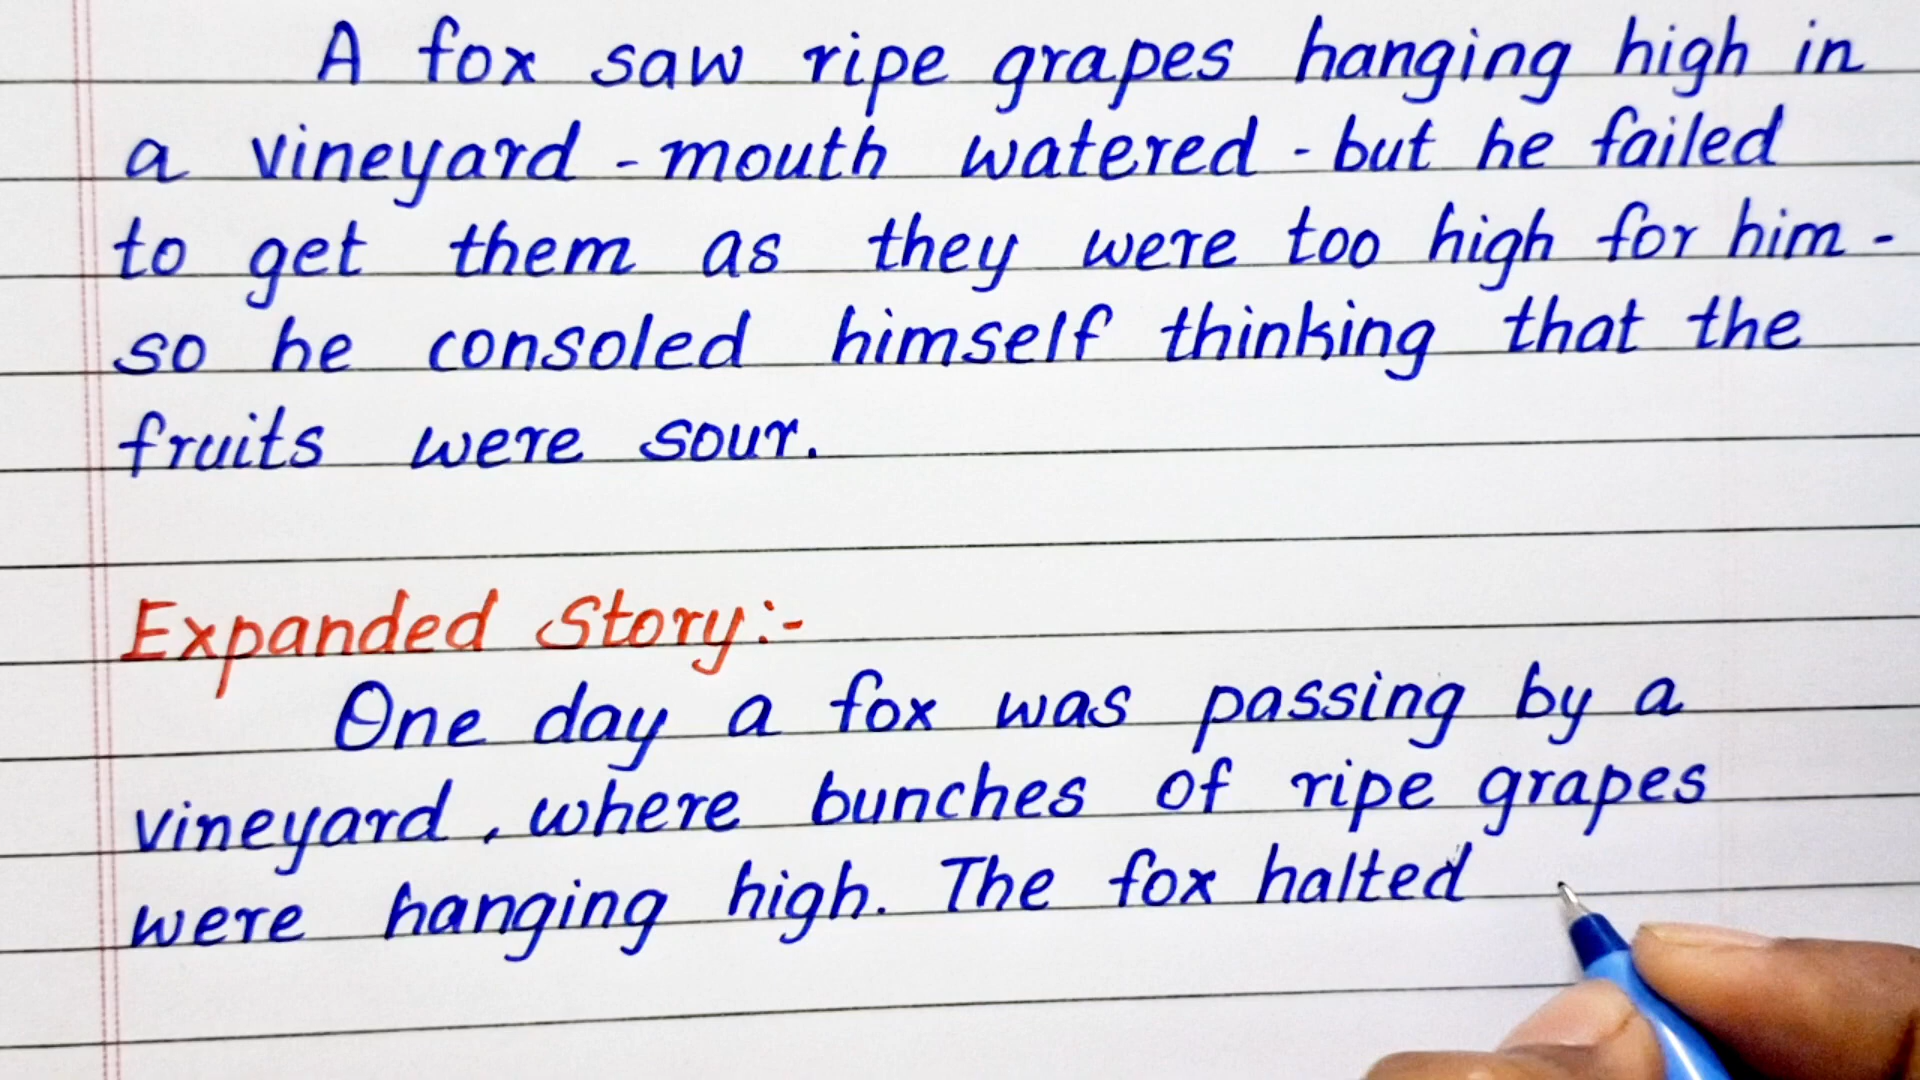 A fox saw ripe grapes hanging high in
a vineyard - mouth watered - but he failed
to get them as they were too high for him -
so he consoled himself thinking that the
fruits were sour.
Expanded Story:-
One day a fox was passing by a
vineyard, where bunches of ripe grapes
were hanging high. The fox halted